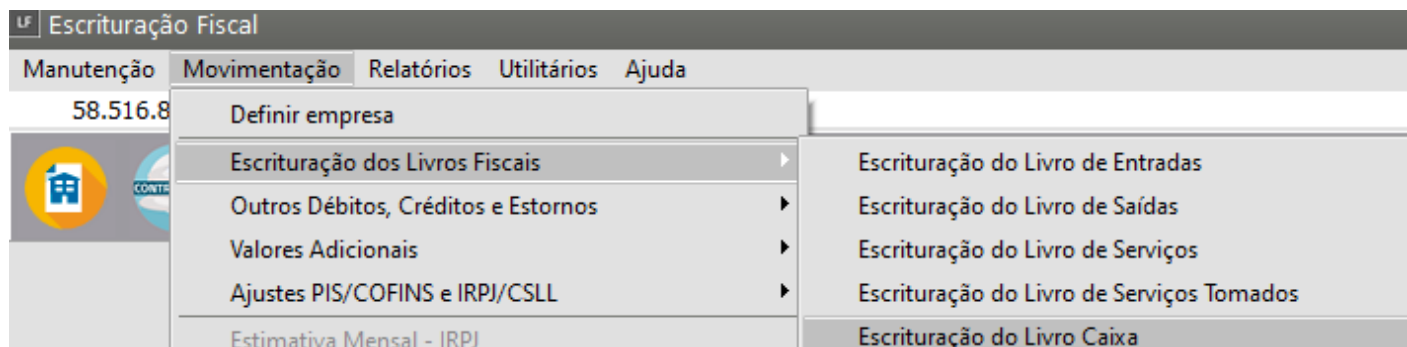 LF Escrituração Fiscal
Manutenção Movimentação Relatórios Utilitários Ajuda
58.516.8
Definir empresa
Escrituração dos Livros Fiscais
Outros Débitos, Créditos e Estornos
Valores Adicionais
Ajustes PIS/COFINS e IRPJ/CSLL
Estimativa Mensal - IRPJ
Escrituração do Livro de Entradas
Escrituração do Livro de Saídas
Escrituração do Livro de Serviços
Escrituração do Livro de Serviços Tomados
Escrituração do Livro Caixa